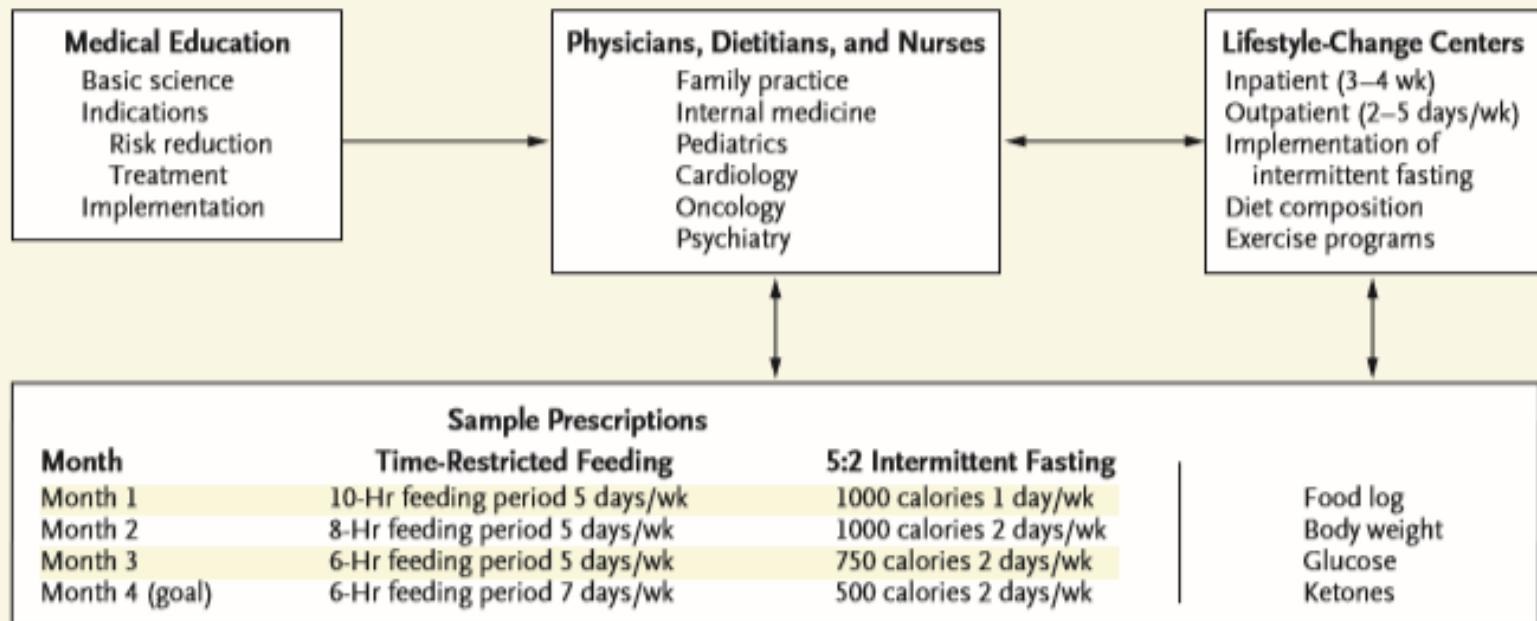 Medical Education
Basic science
Indications
Risk reduction
Treatment
Implementation
Physicians, Dietitians, and Nurses
Family practice
Internal medicine
Pediatrics
Cardiology
Oncology
Psychiatry
Lifestyle-Change Centers
Inpatient (3–4 wk)
Outpatient (2–5 days/wk)
Implementation of
intermittent fasting
Diet composition
Exercise programs
Sample Prescriptions
Month Time-Restricted Feeding 5:2 Intermittent Fasting
Month 1 10-Hr feeding period 5 days/wk 1000 calories 1 day/wk
Month 2 8-Hr feeding period 5 days/wk 1000 calories 2 days/wk
Month 3 6-Hr feeding period 5 days/wk 750 calories 2 days/wk
Month 4 (goal) 6-Hr feeding period 7 days/wk 500 calories 2 days/wk
Food log
Body weight
Glucose
Ketones